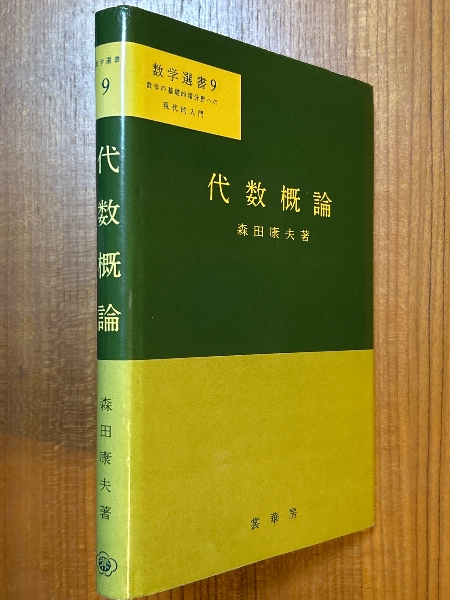 数学選書
9
代数概論
森田康夫著
数学選書9
数学の基礎的諸分野への
現代的入門
代数概論
森田康夫著
裳華房